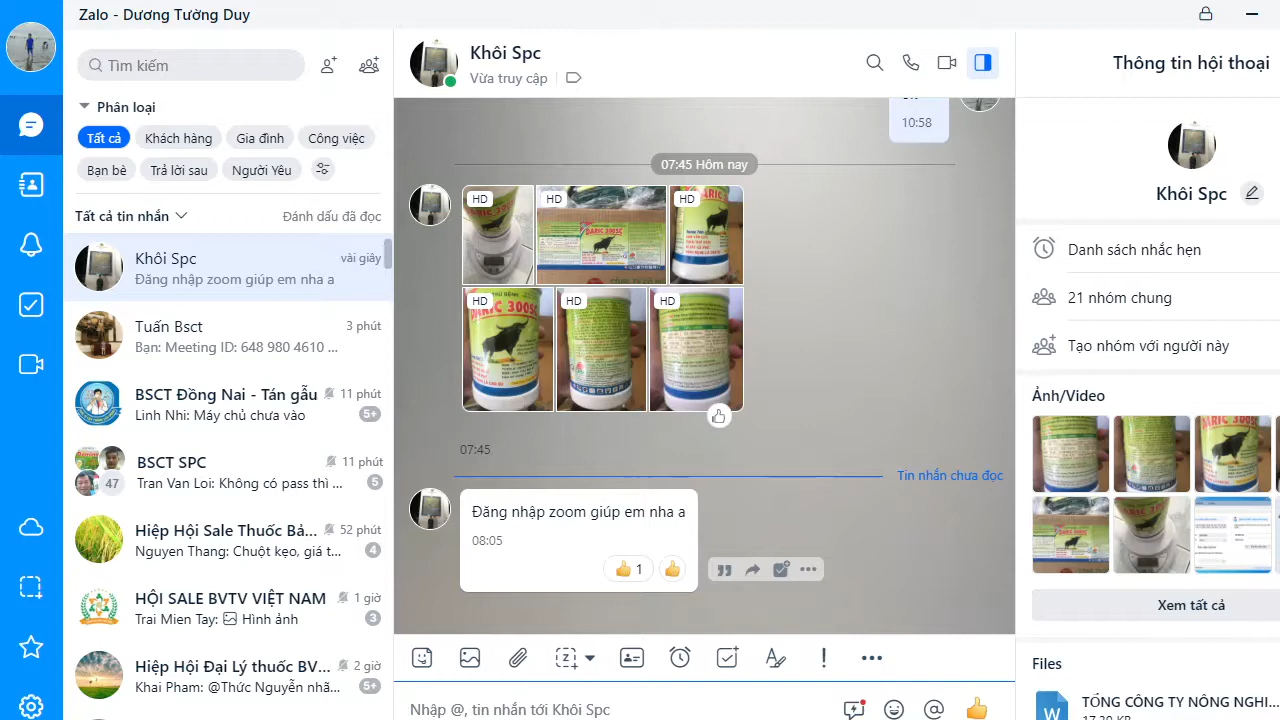 Zalo - Dương Tường Duy
Tìm kiếm
Phân loại
Tất cả
Khách hàng
Gia đình
Công việc
Bạn bè
Trả lời sau
Người Yêu
Tất cả tin nhắn
Đánh dấu đã đọc
Khôi Spc
vài giây
Đăng nhập zoom giúp em nha a
Tuấn Bsct
3 phút
Bạn: Meeting ID: 648 980 4610 ...
BSCT Đồng Nai - Tán gẫu
11 phút
Linh Nhi: Máy chủ chưa vào
5+
BSCT SPC
11 phút
47
Tran Van Loi: Không có pass thì ...
5
Hiệp Hội Sale Thuốc Bả...
52 phút
Nguyen Thang: Chuột kẹo, giá t...
4
HỘI SALE BVTV VIỆT NAM
1 giờ
Trai Mien Tay: Hình ảnh
3
Hiệp Hội Đại Lý thuốc BV...
2 giờ
Khai Pham: @Thức Nguyễn nhã...
5+
Khôi Spc
Vừa truy cập
10:58
07:45 Hôm nay
HD
HD
HD
DARIC 300SC
DARIC 300SC
HD
HD
HD
DARIC 300SC
07:45
Tin nhắn chưa đọc
Đăng nhập zoom giúp em nha a
08:05
1
Nhập @, tin nhắn tới Khôi Spc
Thông tin hội thoại
Khôi Spc
Danh sách nhắc hẹn
21 nhóm chung
Tạo nhóm với người này
Ảnh/Video
Xem tất cả
Files
W
TỔNG CÔNG TY NÔNG NGHI...